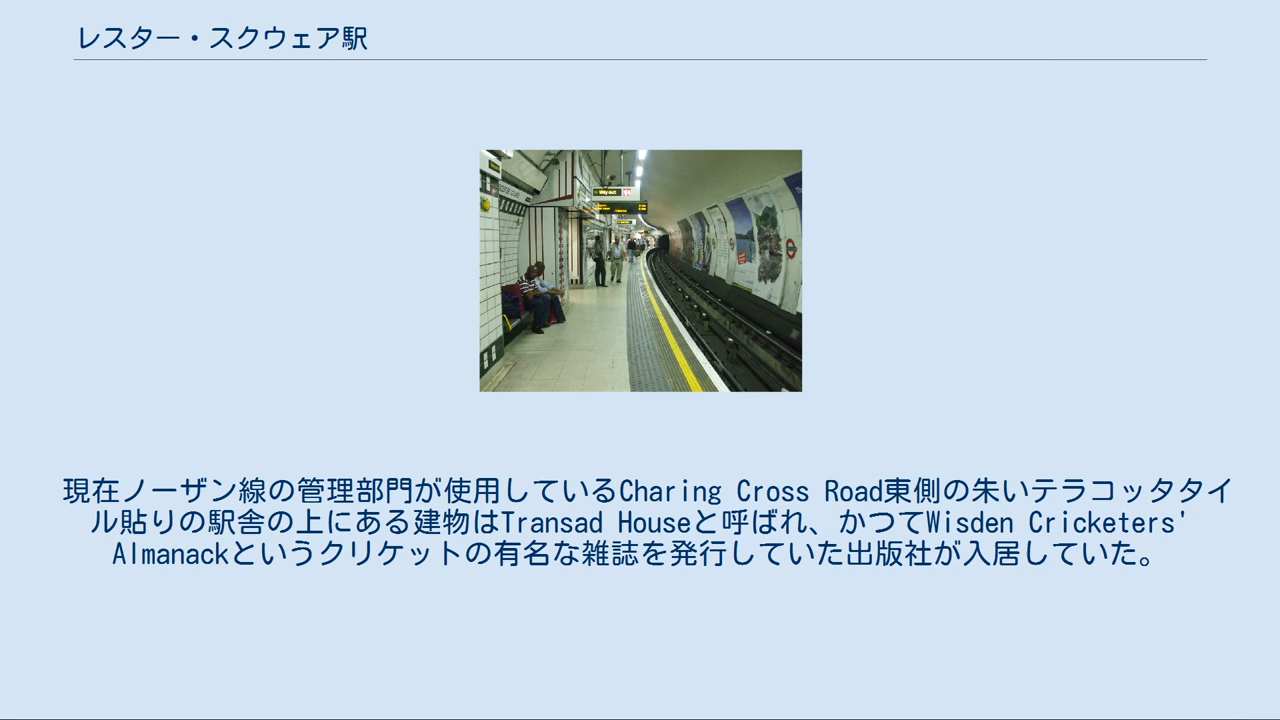 レスター・スクウェア駅
Way out
現在ノーザン線の管理部門が使用しているCharing Cross Road東側の朱いテラコッタタイ
ル貼りの駅舎の上にある建物はTransad Houseと呼ばれ、かつてWisden Cricketers'
Almanackというクリケットの有名な雑誌を発行していた出版社が入居していた。